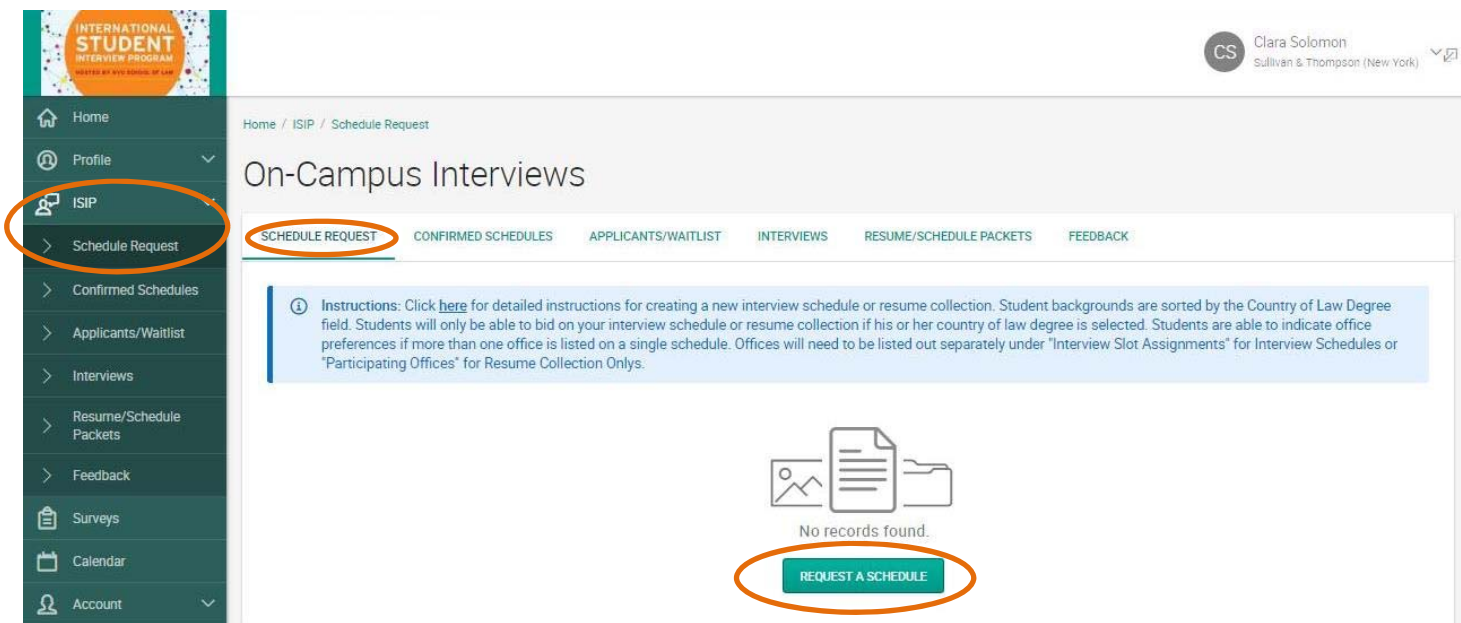 INTERNATIONAL
STUDENT
INTERVIEW PROGRAM
HOSTED BY NYU SCHOOL OF LAW
CS
Clara Solomon
Sullivan & Thompson (New York)
Home
Profile
ISIP
Schedule Request
Confirmed Schedules
Applicants/Waitlist
Interviews
Resume/Schedule
Packets
Feedback
Surveys
Calendar
Account
Home / ISIP / Schedule Request
On-Campus Interviews
SCHEDULE REQUEST CONFIRMED SCHEDULES APPLICANTS/WAITLIST INTERVIEWS RESUME/SCHEDULE PACKETS FEEDBACK
Instructions: Click here for detailed instructions for creating a new interview schedule or resume collection. Student backgrounds are sorted by the Country of Law Degree
field. Students will only be able to bid on your interview schedule or resume collection if his or her country of law degree is selected. Students are able to indicate office
preferences if more than one office is listed on a single schedule. Offices will need to be listed out separately under "Interview Slot Assignments" for Interview Schedules or
"Participating Offices" for Resume Collection Onlys.
No records found.
REQUEST A SCHEDULE